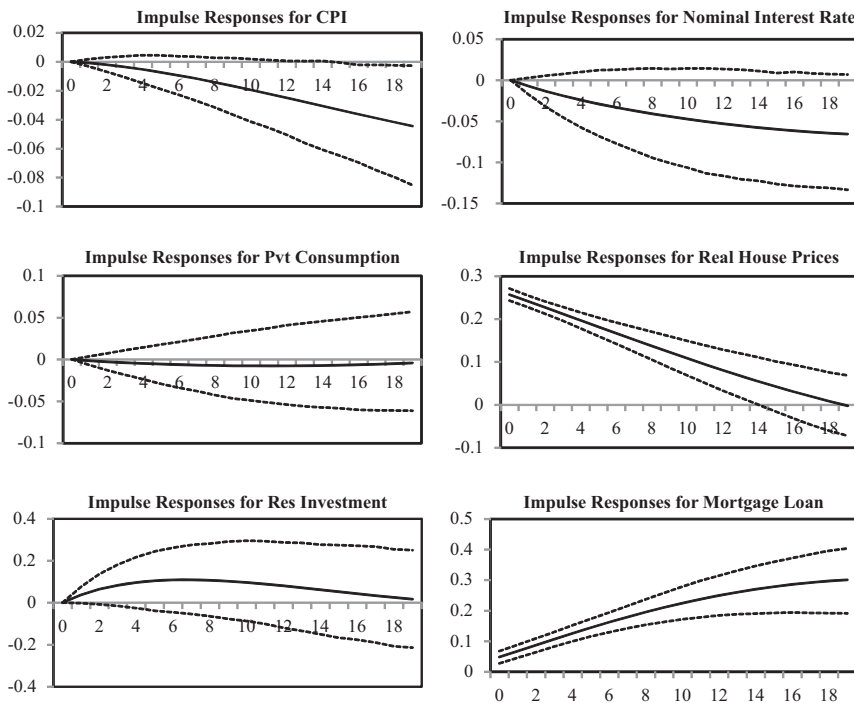 Impulse Responses for CPI
0.02
0
-0.02
-0.04
-0.06
-0.08
-0.1
0 2 4 6 8 10 12 14 16 18
Impulse Responses for Nominal Interest Rate
0.05
0
-0.05
-0.1
-0.15
0 2 4 6 8 10 12 14 16 18
Impulse Responses for Pvt Consumption
0.1
0.05
0
-0.05
-0.1
0 2 4 6 8 10 12 14 16 18
Impulse Responses for Real House Prices
0.3
0.2
0.1
0
-0.1
0 2 4 6 8 10 12 14 16 18
Impulse Responses for Res Investment
0.4
0.2
0
-0.2
-0.4
0 2 4 6 8 10 12 14 16 18
Impulse Responses for Mortgage Loan
0.5
0.4
0.3
0.2
0.1
0
0 2 4 6 8 10 12 14 16 18